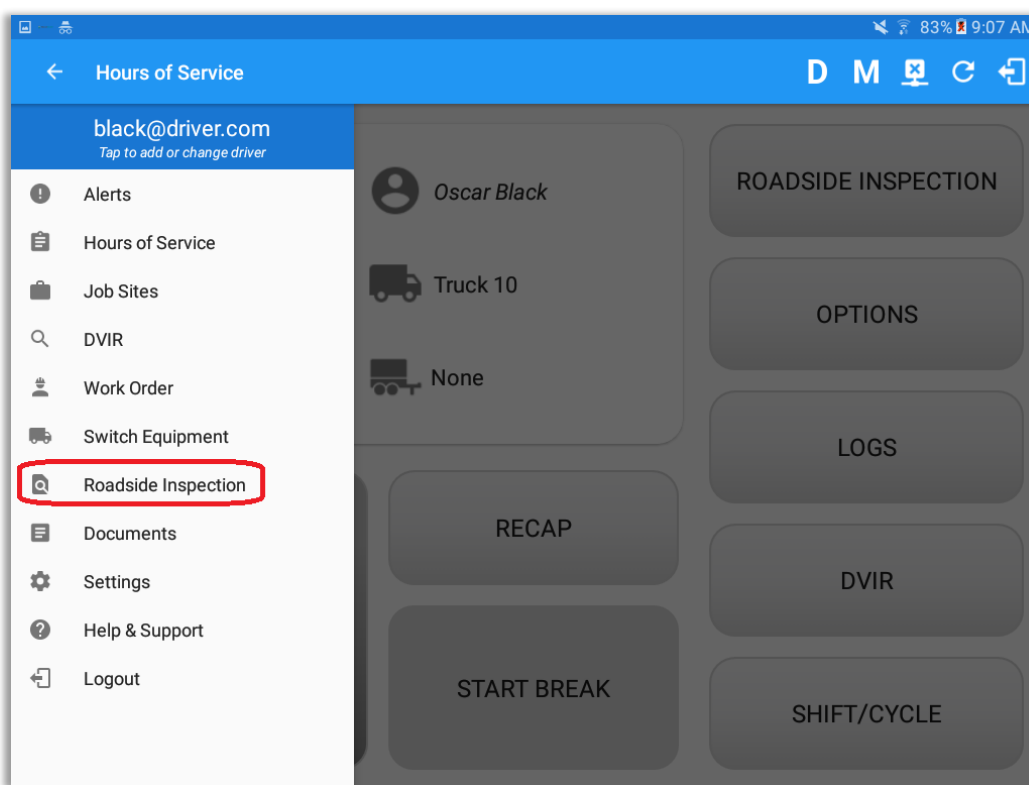 83% 9:07 AM
Hours of Service
D M
black@driver.com
Tap to add or change driver
Alerts
Hours of Service
Job Sites
DVIR
Work Order
Switch Equipment
Roadside Inspection
Documents
Settings
Help & Support
Logout
Oscar Black
Truck 10
None
RECAP
START BREAK
ROADSIDE INSPECTION
OPTIONS
LOGS
DVIR
SHIFT/CYCLE